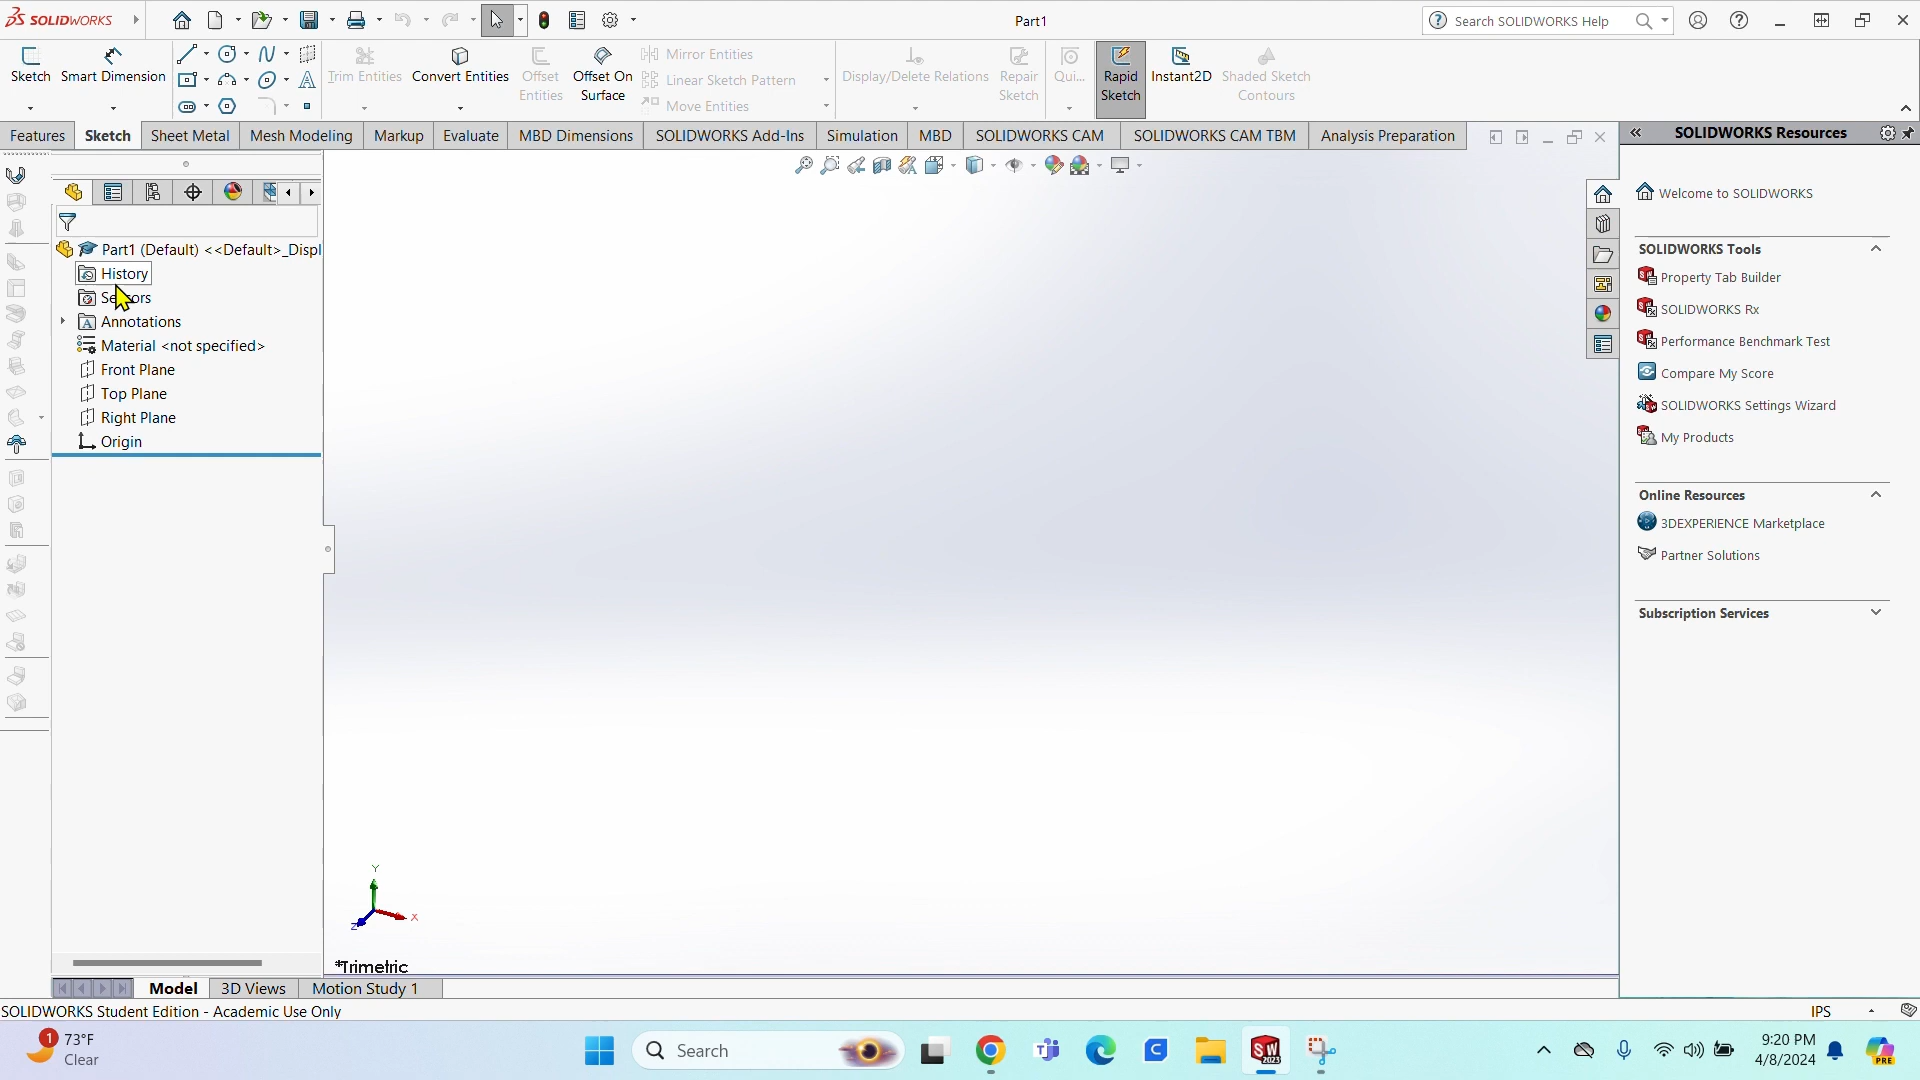 SOLIDWORKS
Part1
Search SOLIDWORKS Help
Sketch Smart Dimension
Trim Entities Convert Entities Offset Entities Offset On Surface
Mirror Entities
Linear Sketch Pattern
Move Entities
Display/Delete Relations Repair Sketch Qui... Rapid Sketch Instant2D Shaded Sketch Contours
Features Sketch Sheet Metal Mesh Modeling Markup Evaluate MBD Dimensions SOLIDWORKS Add-Ins Simulation MBD SOLIDWORKS CAM SOLIDWORKS CAM TBM Analysis Preparation
SOLIDWORKS Resources
Part1 (Default) <<Default>_Displ
History
Annotations
Material <not specified>
Front Plane
Top Plane
Right Plane
Origin
Welcome to SOLIDWORKS
SOLIDWORKS Tools
Property Tab Builder
SOLIDWORKS Rx
Performance Benchmark Test
Compare My Score
SOLIDWORKS Settings Wizard
My Products
Online Resources
3DEXPERIENCE Marketplace
Partner Solutions
Subscription Services
Y
X
Z
*Trimetric
Model 3D Views Motion Study 1
SOLIDWORKS Student Edition - Academic Use Only
IPS
1
73°F
Clear
Search
SW
2023
9:20 PM
4/8/2024
PRE